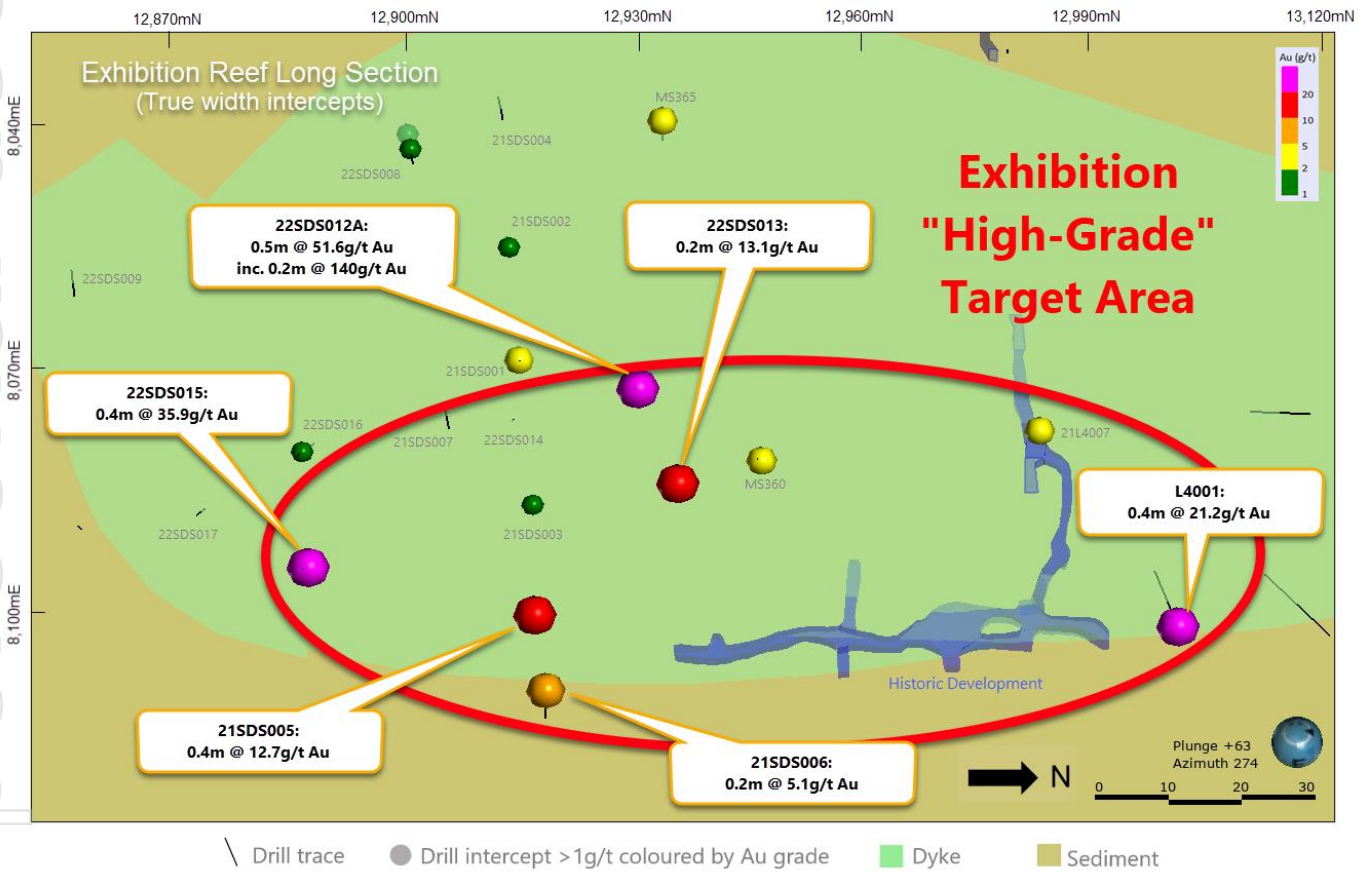 12,870mN
12,900mN
12,930mN
12,960mN
12,990mN
13,120mN
Exhibition Reef Long Section
(True width intercepts)
Au (g/t)
20
10
5
2
1
8,040mE
8,070mE
8,100mE
MS365
21SDS004
22SDS008
Exhibition
"High-Grade"
Target Area
22SDS012A:
0.5m @ 51.6g/t Au
inc. 0.2m @ 140g/t Au
21SDS002
22SDS013:
0.2m @ 13.1g/t Au
22SDS009
21SDS001
22SDS015:
0.4m @ 35.9g/t Au
22SDS016
21SDS007
22SDS014
21L4007
MS360
L4001:
0.4m @ 21.2g/t Au
22SDS017
21SDS003
Historic Development
21SDS005:
0.4m @ 12.7g/t Au
21SDS006:
0.2m @ 5.1g/t Au
N
Plunge +63
Azimuth 274
E
0 10 20 30
Drill trace
Drill intercept >1g/t coloured by Au grade
Dyke
Sediment